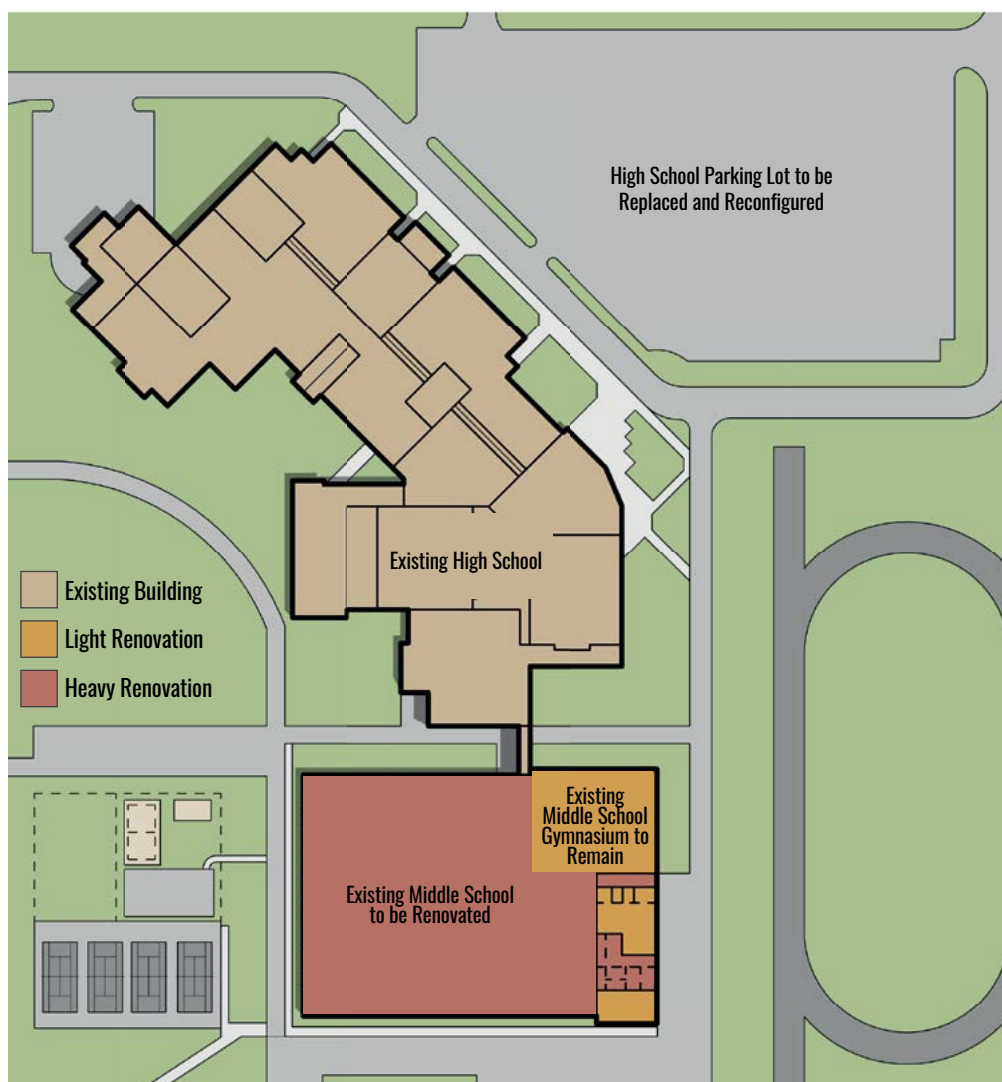 High School Parking Lot to be
Replaced and Reconfigured
Existing High School
Existing Building
Light Renovation
Heavy Renovation
Existing
Middle School
Gymnasium to
Remain
Existing Middle School
to be Renovated